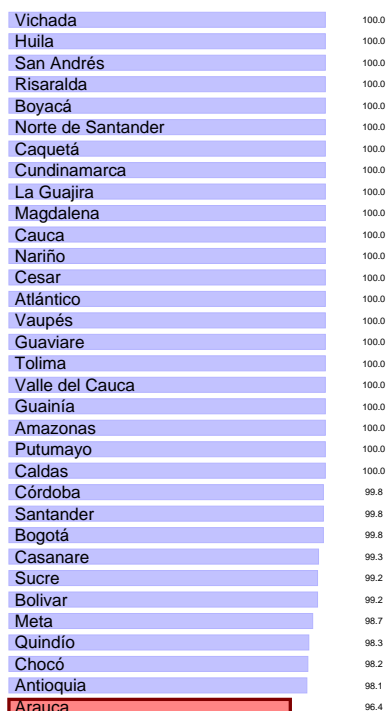 Vichada 100.0
Huila 100.0
San Andrés 100.0
Risaralda 100.0
Boyacá 100.0
Norte de Santander 100.0
Caquetá 100.0
Cundinamarca 100.0
La Guajira 100.0
Magdalena 100.0
Cauca 100.0
Nariño 100.0
Cesar 100.0
Atlántico 100.0
Vaupés 100.0
Guaviare 100.0
Tolima 100.0
Valle del Cauca 100.0
Guainía 100.0
Amazonas 100.0
Putumayo 100.0
Caldas 100.0
Córdoba 99.8
Santander 99.8
Bogotá 99.8
Casanare 99.3
Sucre 99.2
Bolivar 99.2
Meta 98.7
Quindío 98.3
Chocó 98.2
Antioquia 98.1
Arauca 96.4